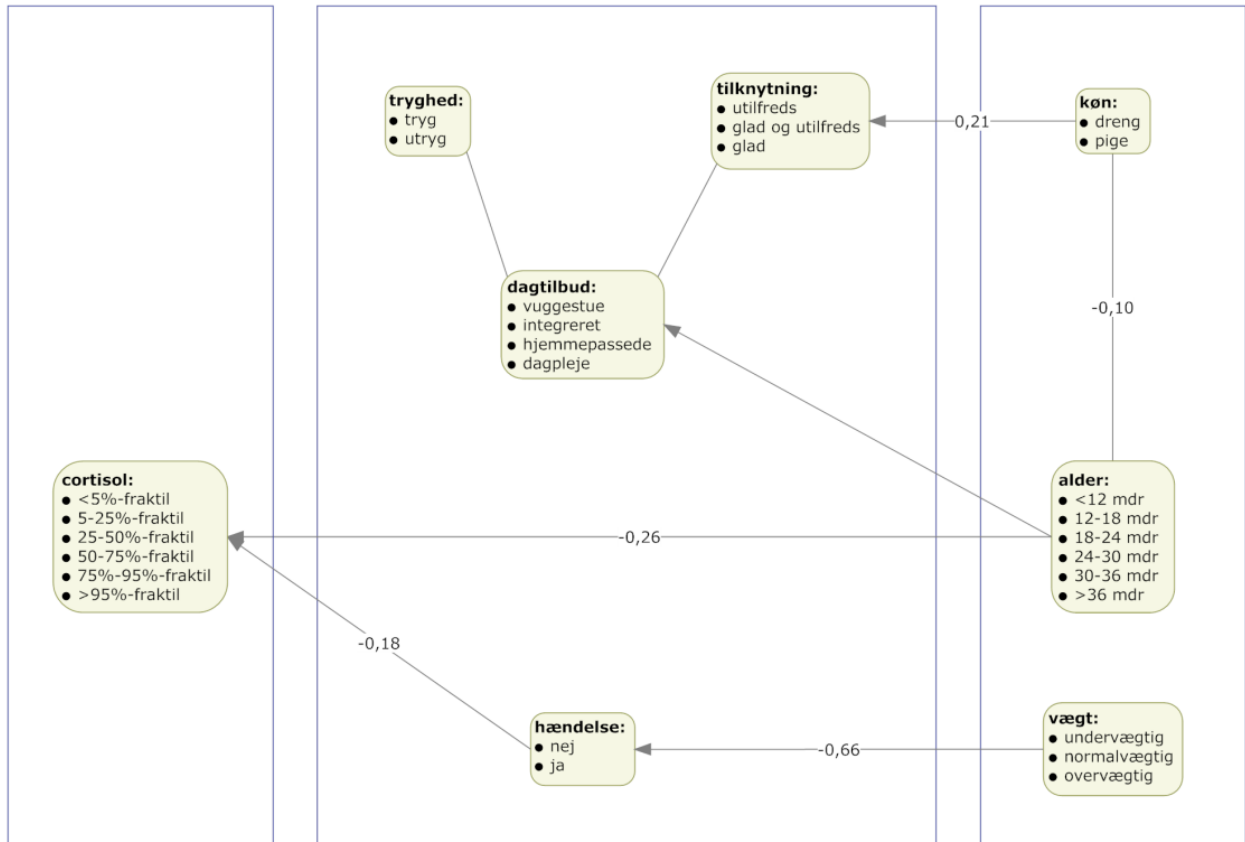 tryghed:
● tryg
● utryg
tilknytning:
● utilfreds
● glad og utilfreds
● glad
0,21
køn:
● dreng
● pige
-0,10
dagtilbud:
● vuggestue
● integreret
● hjemmepassede
● dagpleje
cortisol:
● <5%-fraktil
● 5-25%-fraktil
● 25-50%-fraktil
● 50-75%-fraktil
● 75%-95%-fraktil
● >95%-fraktil
-0,26
alder:
● <12 mdr
● 12-18 mdr
● 18-24 mdr
● 24-30 mdr
● 30-36 mdr
● >36 mdr
-0,18
hændelse:
● nej
● ja
-0,66
vægt:
● undervægtig
● normalvægtig
● overvægtig